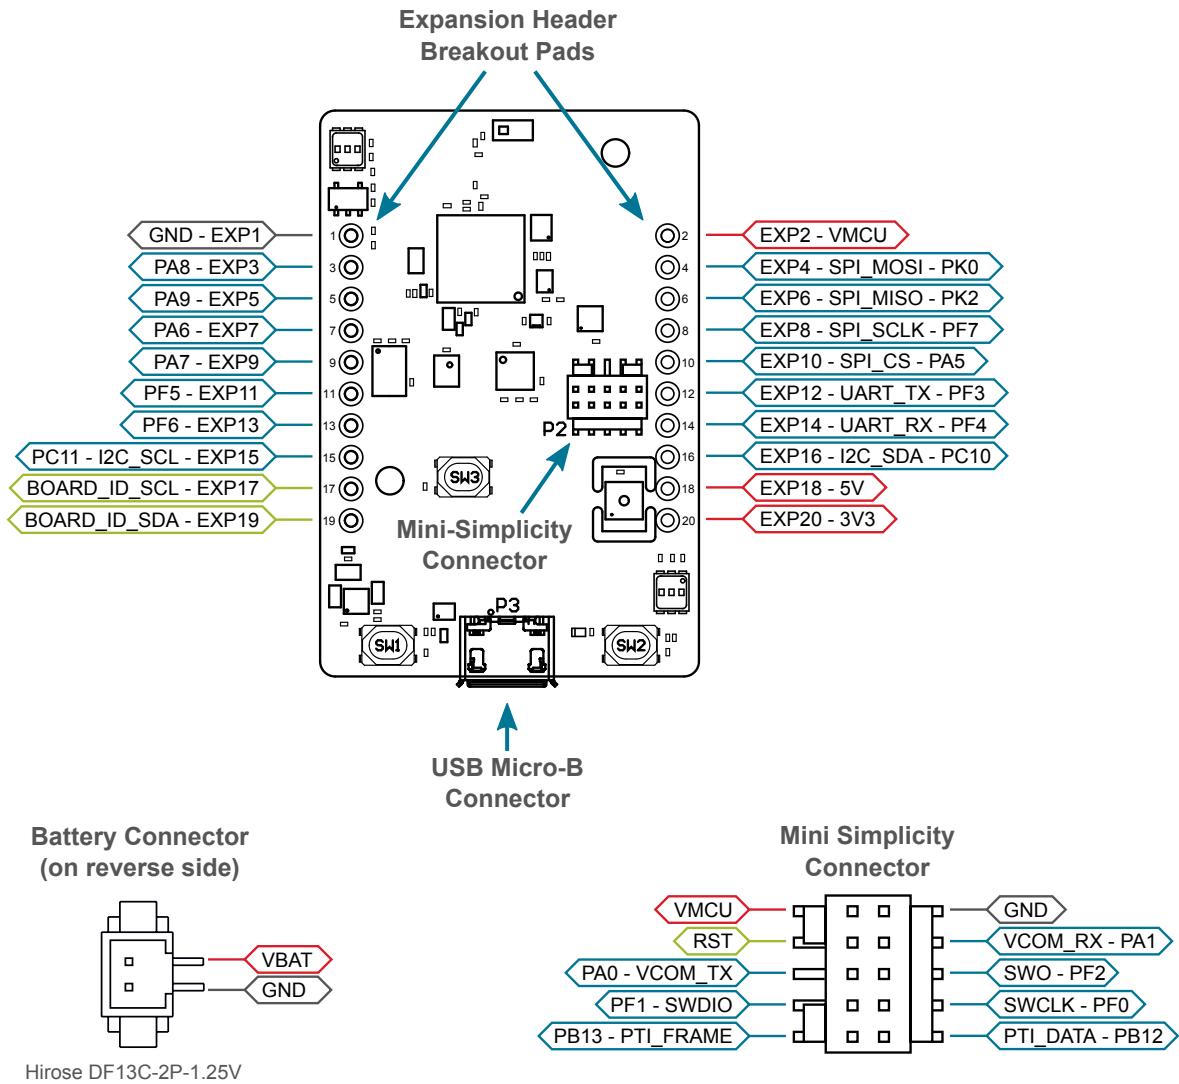 Expansion Header
Breakout Pads
GND - EXP1
1
2
EXP2 - VMCU
PA8 - EXP3
3
4
EXP4 - SPI_MOSI - PK0
PA9 - EXP5
5
6
EXP6 - SPI_MISO - PK2
PA6 - EXP7
7
8
EXP8 - SPI_SCLK - PF7
PA7 - EXP9
9
10
EXP10 - SPI_CS - PA5
PF5 - EXP11
11
12
EXP12 - UART_TX - PF3
PF6 - EXP13
13
P2
14
EXP14 - UART_RX - PF4
PC11 - I2C_SCL - EXP15
15
16
EXP16 - I2C_SDA - PC10
BOARD_ID_SCL - EXP17
17
SW3
18
EXP18 - 5V
BOARD_ID_SDA - EXP19
19
20
EXP20 - 3V3
Mini-Simplicity
Connector
P3
SW1
SW2
USB Micro-B
Connector
Battery Connector
(on reverse side)
VBAT
GND
Hirose DF13C-2P-1.25V
Mini Simplicity
Connector
VMCU
GND
RST
VCOM_RX - PA1
PA0 - VCOM_TX
SWO - PF2
PF1 - SWDIO
SWCLK - PF0
PB13 - PTI_FRAME
PTI_DATA - PB12